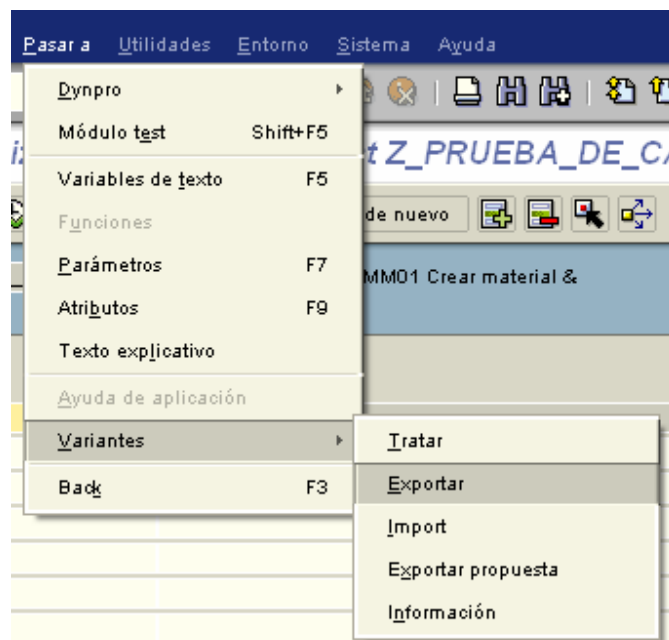 Pasar a Utilidades Entorno Sistema Ayuda
Dynpro
Módulo test Shift+F5
t Z_PRUEBA_DE_CA
Variables de texto F5
Funciones
de nuevo
Parámetros F7
MM01 Crear material &
Atributos F9
Texto explicativo
Ayuda de aplicación
Variantes
Back F3
Tratar
Exportar
Import
Exportar propuesta
Información